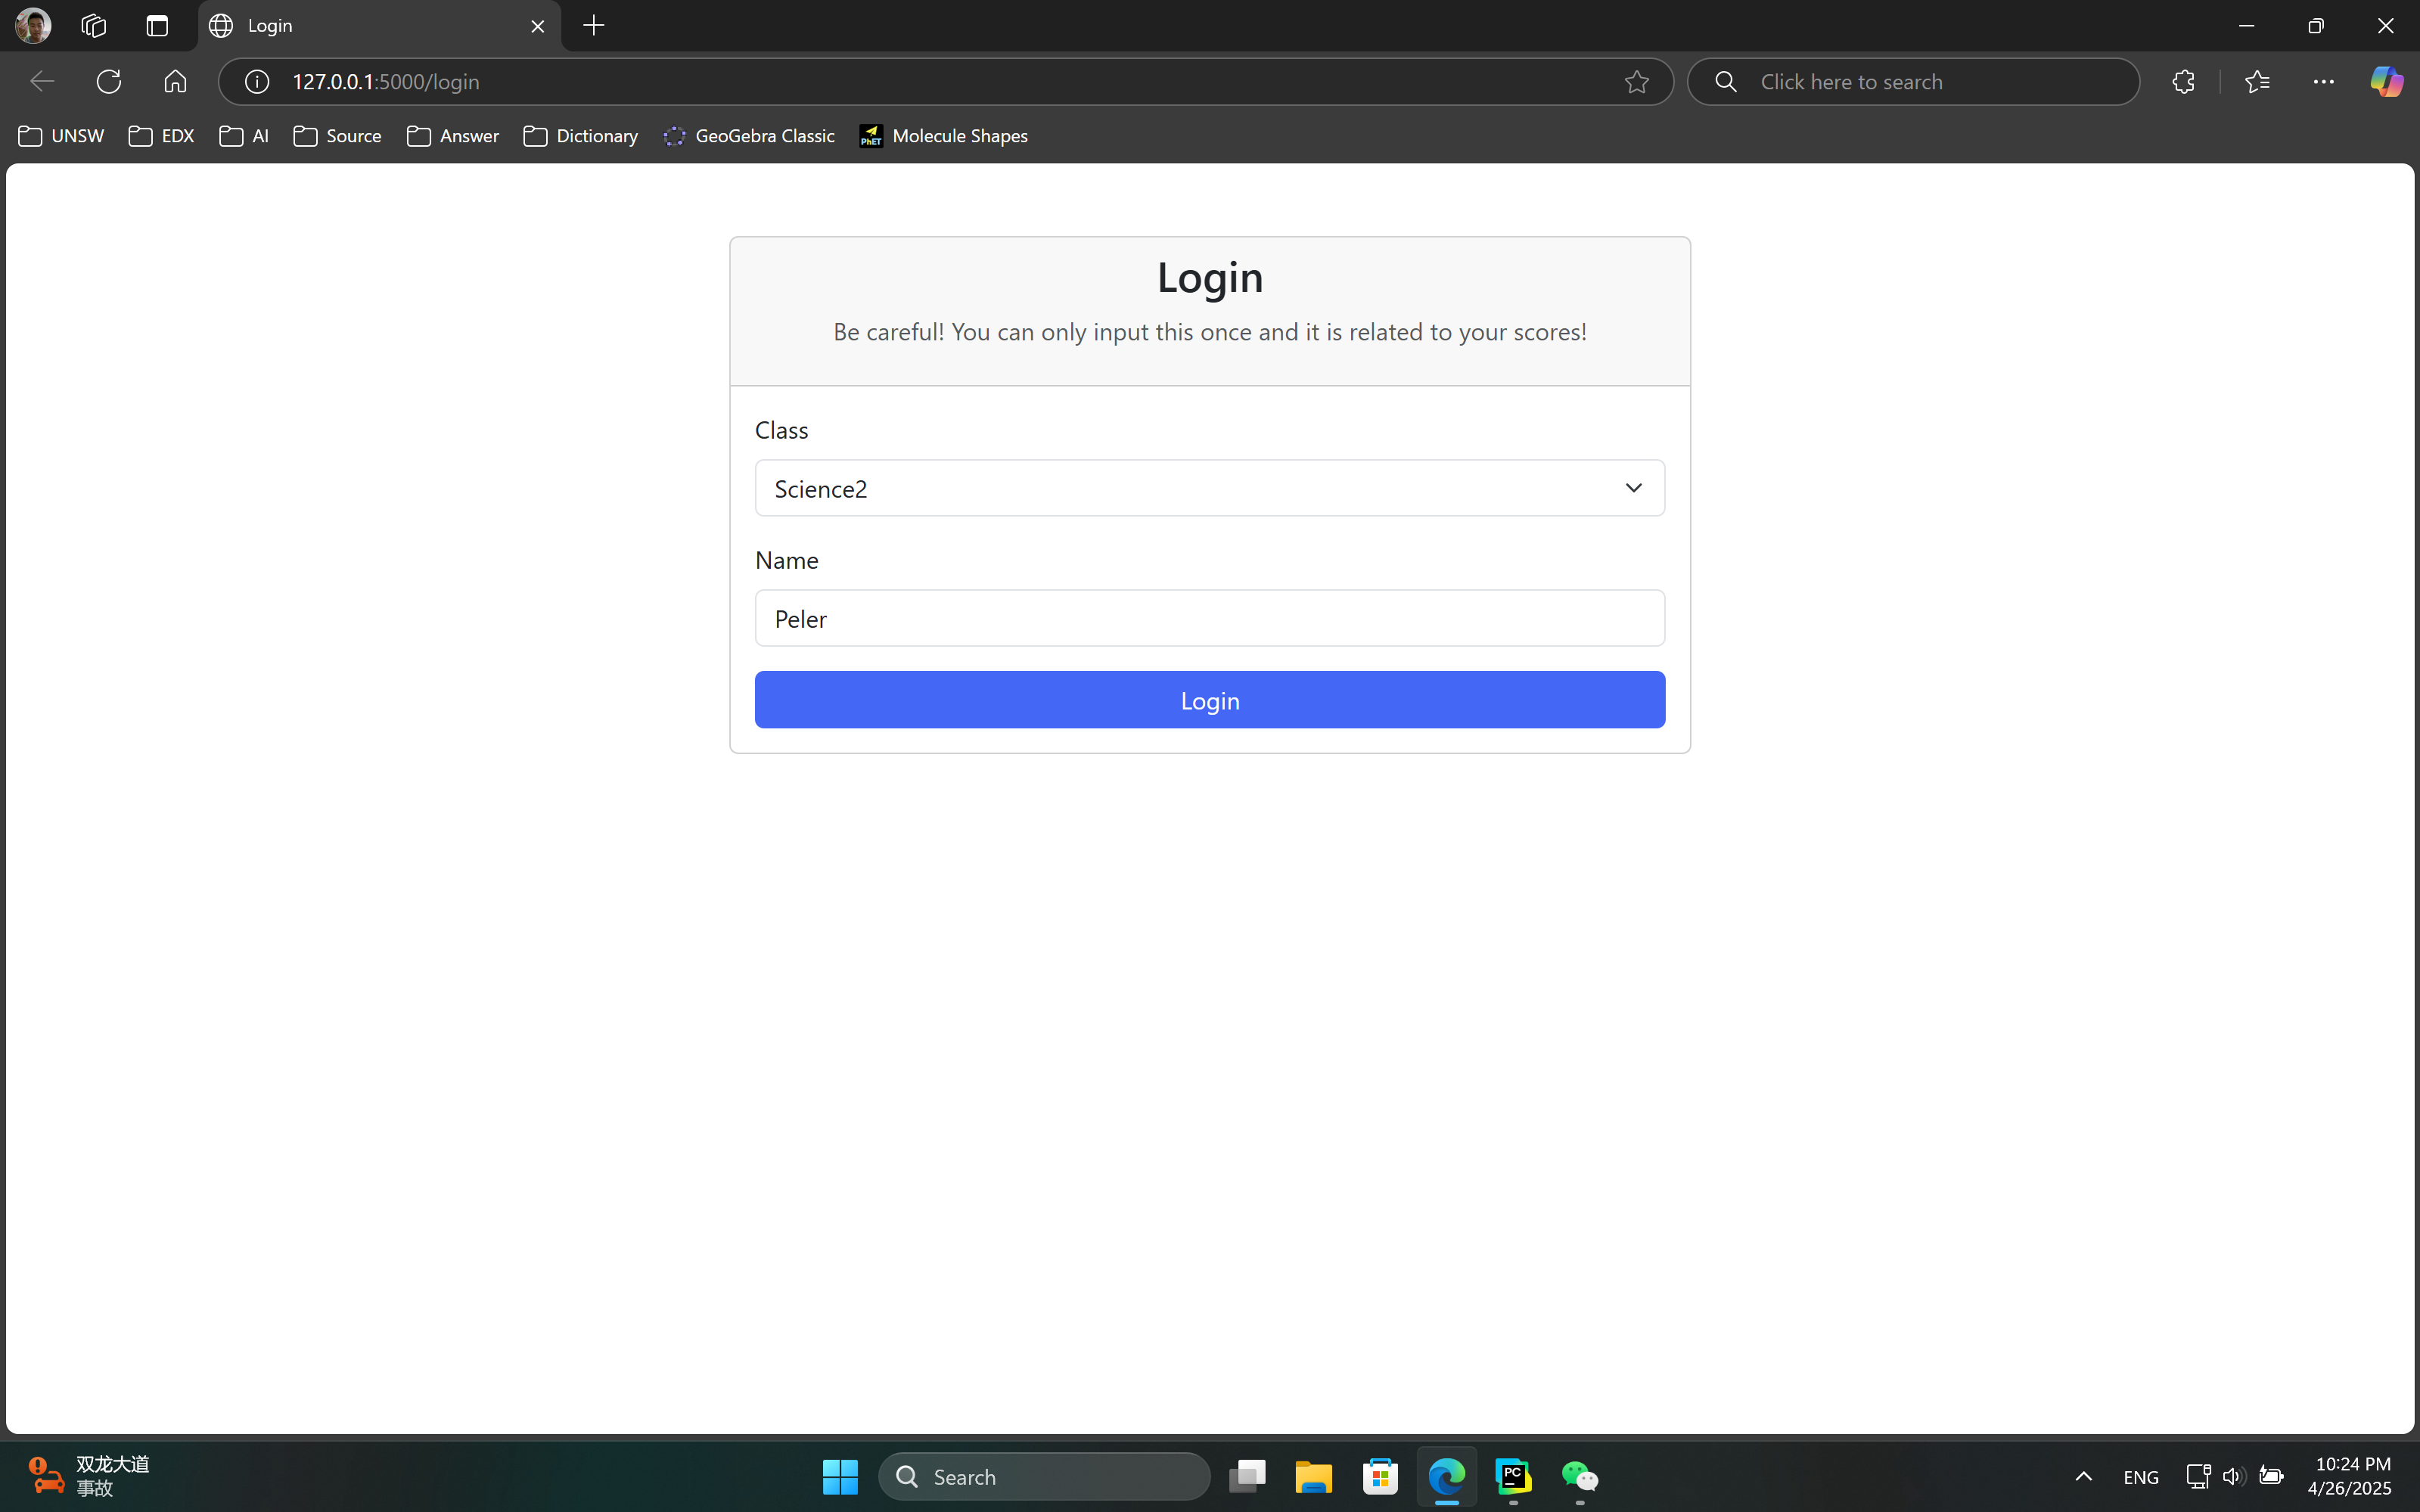 Login
127.0.0.1:5000/login
Click here to search
UNSW
EDX
AI
Source
Answer
Dictionary
GeoGebra Classic
PhET
Molecule Shapes
Login
Be careful! You can only input this once and it is related to your scores!
Class
Science2
Name
Peler
Login
双龙大道
事故
Search
PC
ENG
10:24 PM
4/26/2025